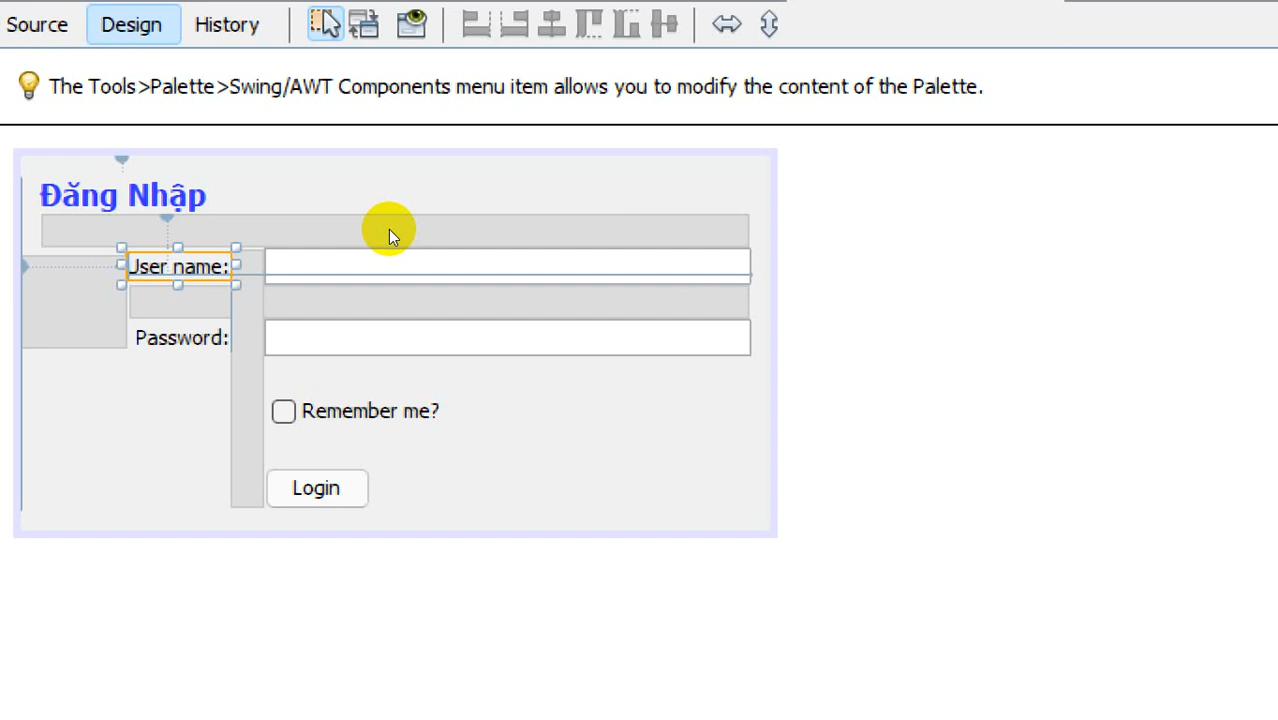 Source Design History
The Tools>Palette>Swing/AWT Components menu item allows you to modify the content of the Palette.
Đăng Nhập
User name:
Password:
Remember me?
Login